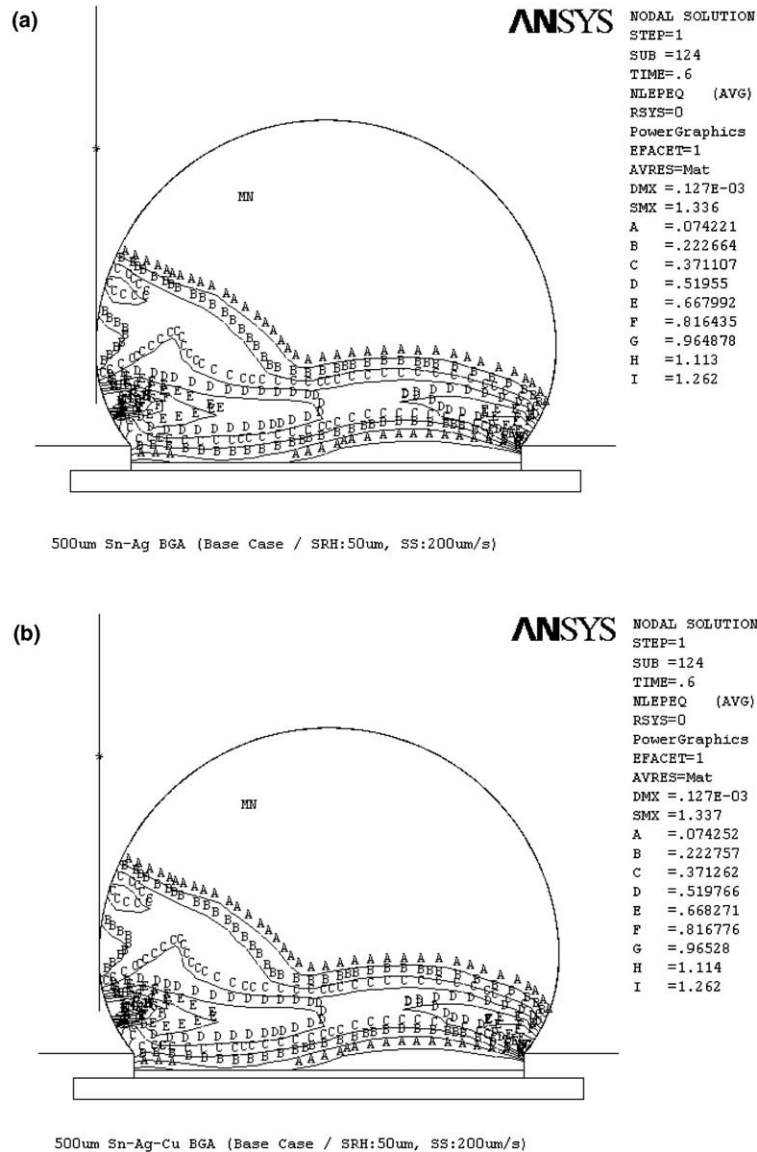 (a)
ANSYS
NODAL SOLUTION
STEP=1
SUB =124
TIME=.6
NLEPEQ (AVG)
RSYS=0
PowerGraphics
EFACET=1
AVRES=Mat
DMX =.127E-03
SMX =1.336
A =.074221
B =.222664
C =.371107
D =.51955
E =.667992
F =.816435
G =.964878
H =1.113
I =1.262
MN
500um Sn-Ag BGA (Base Case / SRH:50um, SS:200um/s)
(b)
ANSYS
NODAL SOLUTION
STEP=1
SUB =124
TIME=.6
NLEPEQ (AVG)
RSYS=0
PowerGraphics
EFACET=1
AVRES=Mat
DMX =.127E-03
SMX =1.337
A =.074252
B =.222757
C =.371262
D =.519766
E =.668271
F =.816776
G =.96528
H =1.114
I =1.262
MN
500um Sn-Ag-Cu BGA (Base Case / SRH:50um, SS:200um/s)